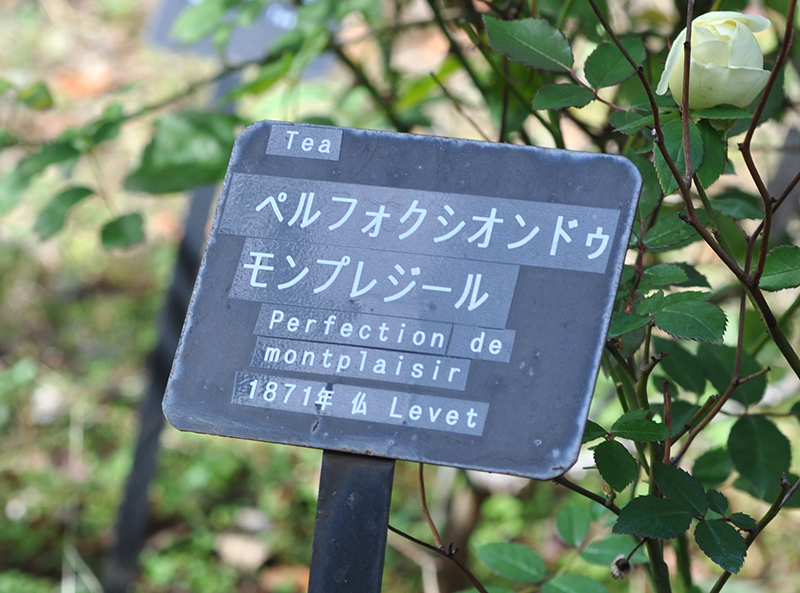 Tea
ペルフォクシオンドゥ
モンプレジール
Perfection de
montplaisir
1871年 仏 Levet